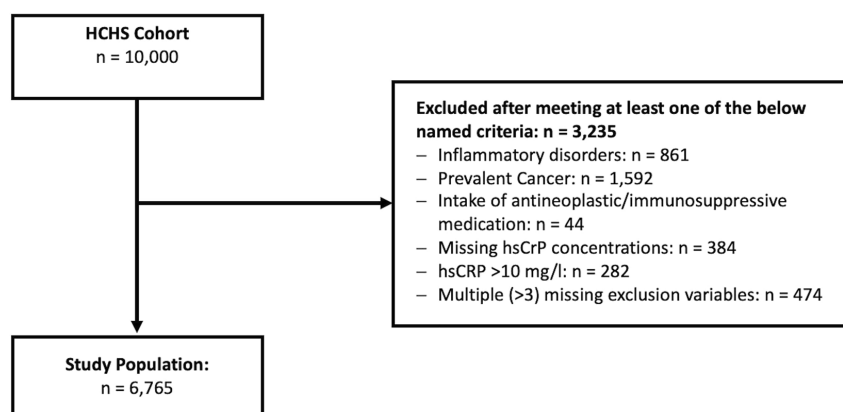 HCHS Cohort
n = 10,000
Excluded after meeting at least one of the below
named criteria: n = 3,235
– Inflammatory disorders: n = 861
– Prevalent Cancer: n = 1,592
– Intake of antineoplastic/immunosuppressive
medication: n = 44
– Missing hsCrP concentrations: n = 384
– hsCRP >10 mg/l: n = 282
– Multiple (>3) missing exclusion variables: n = 474
Study Population:
n = 6,765